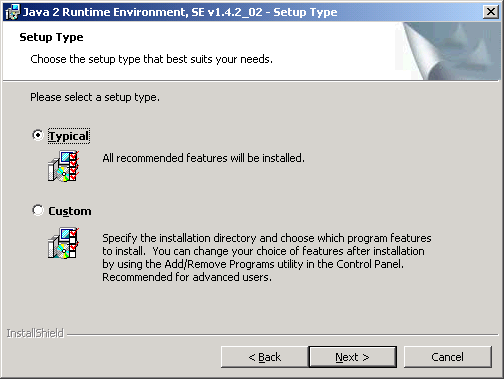 Java 2 Runtime Environment, SE v1.4.2_02 - Setup Type
Setup Type
Choose the setup type that best suits your needs.
Please select a setup type.
Typical
All recommended features will be installed.
Custom
Specify the installation directory and choose which program features
to install. You can change your choice of features after installation
by using the Add/Remove Programs utility in the Control Panel.
Recommended for advanced users.
InstallShield
< Back
Next >
Cancel